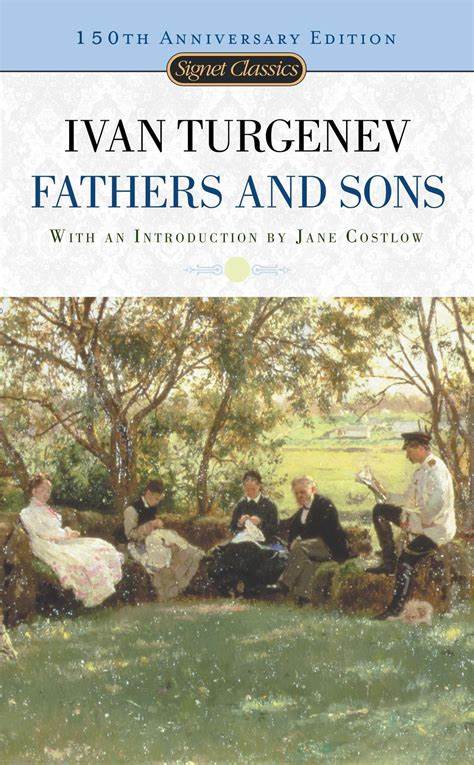 150TH ANNIVERSARY EDITION
Signet Classics
IVAN TURGENEV
FATHERS AND SONS
WITH AN INTRODUCTION BY JANE COSTLOW